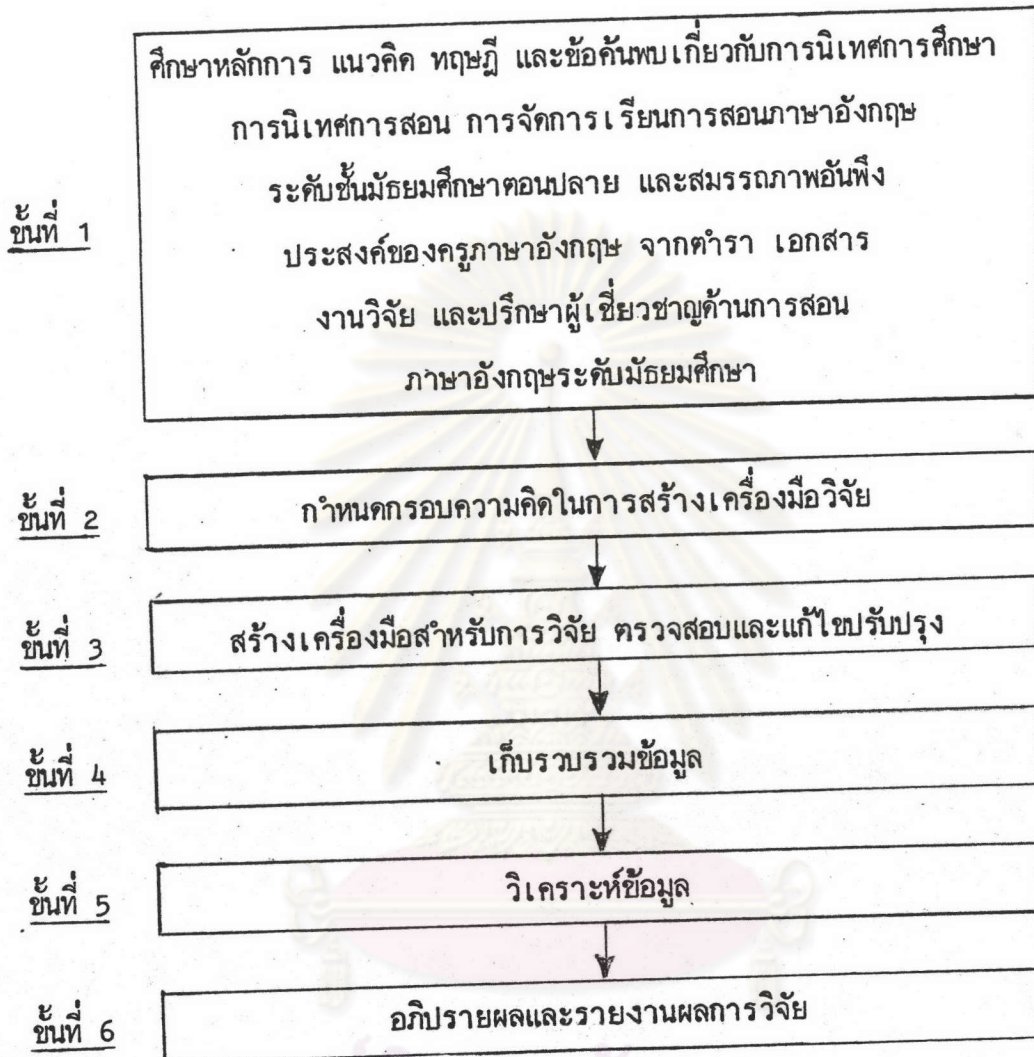 ศึกษาหลักการ แนวคิด ทฤษฎี และข้อค้นพบเกี่ยวกับการนิเทศการศึกษา
การนิเทศการสอน การจัดการเรียนการสอนภาษาอังกฤษ
ระดับชั้นมัธยมศึกษาตอนปลาย และสมรรถภาพอันพึง
ขั้นที่ 1
ประสงค์ของครูภาษาอังกฤษ จากตำรา เอกสาร
งานวิจัย และปรึกษาผู้เชี่ยวชาญด้านการสอน
ภาษาอังกฤษระดับมัธยมศึกษา
ขั้นที่ 2 กำหนดกรอบความคิดในการสร้างเครื่องมือวิจัย
ขั้นที่ 3 สร้างเครื่องมือสำหรับการวิจัย ตรวจสอบและแก้ไขปรับปรุง
ขั้นที่ 4 เก็บรวบรวมข้อมูล
ขั้นที่ 5 วิเคราะห์ข้อมูล
ขั้นที่ 6 อภิปรายผลและรายงานผลการวิจัย